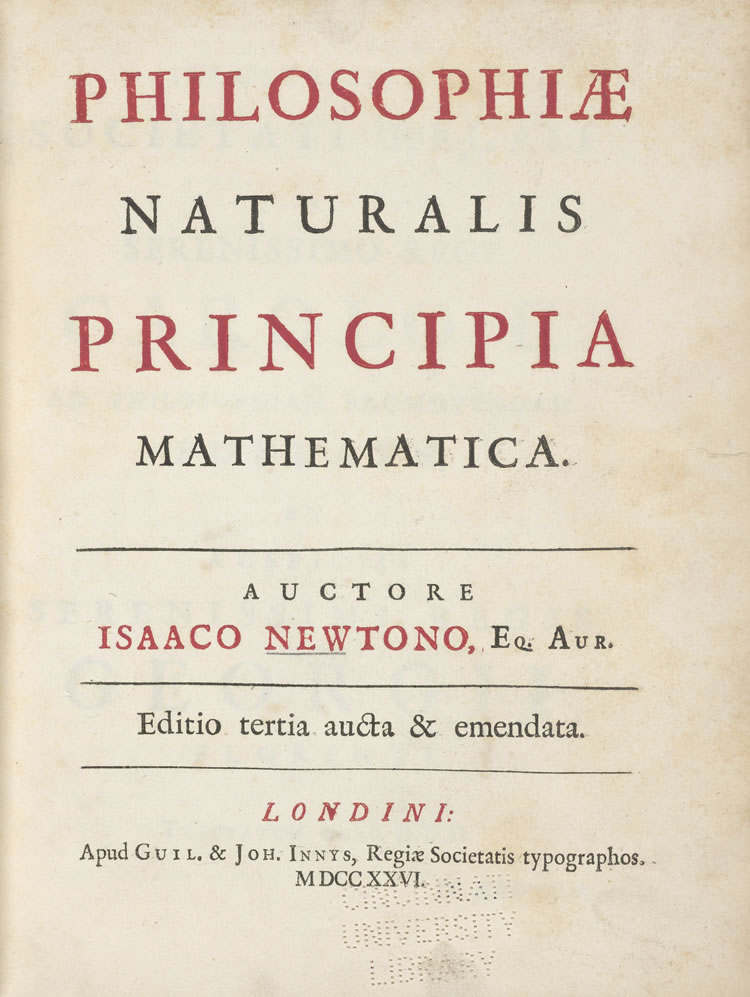 PHILOSOPHIÆ
NATURALIS
PRINCIPIA
MATHEMATICA.
AUCTORE
ISAACO NEWTONO, EQ. AUR.
Editio tertia aucta & emendata.
LONDINI:
Apud GUIL. & JOH. INNYS, Regiæ Societatis typographos.
MDCCXXVI.
CINCINNATI
UNIVERSITY
LIBRARY